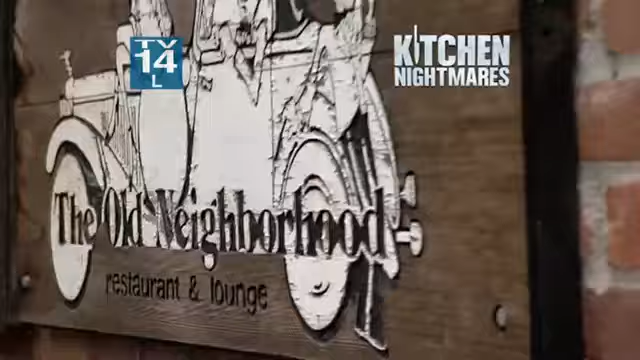 TV
14
L
KITCHEN
NIGHTMARES
The Old Neighborhood
restaurant & lounge